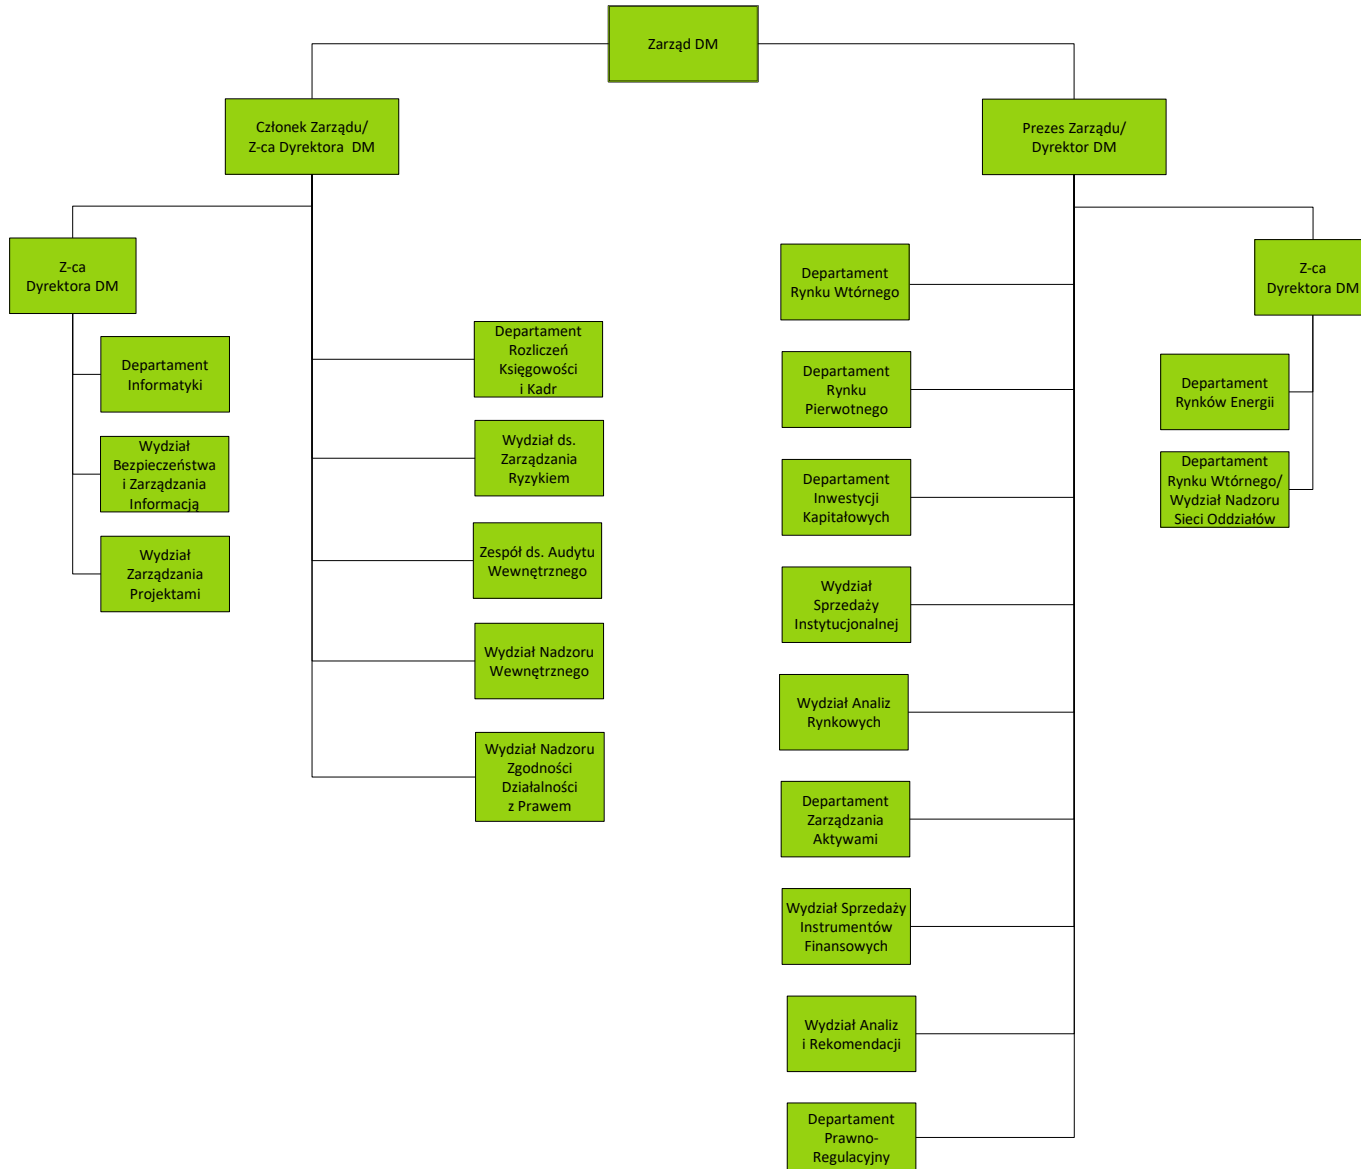 Zarząd DM
Członek Zarządu/
Z-ca Dyrektora DM
Prezes Zarządu/
Dyrektor DM
Z-ca
Dyrektora DM
Departament
Informatyki
Wydział
Bezpieczeństwa
i Zarządzania
Informacją
Wydział
Zarządzania
Projektami
Departament
Rozliczeń
Księgowości
i Kadr
Wydział ds.
Zarządzania
Ryzykiem
Zespół ds. Audytu
Wewnętrznego
Wydział Nadzoru
Wewnętrznego
Wydział Nadzoru
Zgodności
Działalności
z Prawem
Departament
Rynku Wtórnego
Departament
Rynku
Pierwotnego
Departament
Inwestycji
Kapitałowych
Wydział
Sprzedaży
Instytucjonalnej
Wydział Analiz
Rynkowych
Departament
Zarządzania
Aktywami
Wydział Sprzedaży
Instrumentów
Finansowych
Wydział Analiz
i Rekomendacji
Departament
Prawno-
Regulacyjny
Z-ca
Dyrektora DM
Departament
Rynków Energii
Departament
Rynku Wtórnego/
Wydział Nadzoru
Sieci Oddziałów